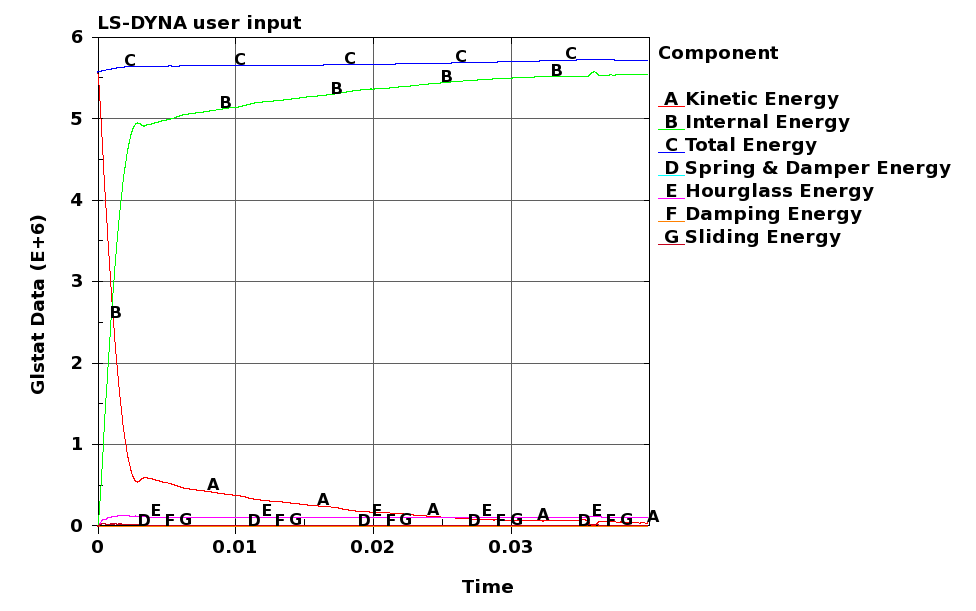 LS-DYNA user input
Component
A Kinetic Energy
B Internal Energy
C Total Energy
D Spring & Damper Energy
E Hourglass Energy
F Damping Energy
G Sliding Energy
Glstat Data (E+6)
6
5
4
3
2
1
0
C C C C C
B B B B B B
A A A A A
E E E E E
D F G D F G D F G D F G D F G
0 0.01 0.02 0.03
Time